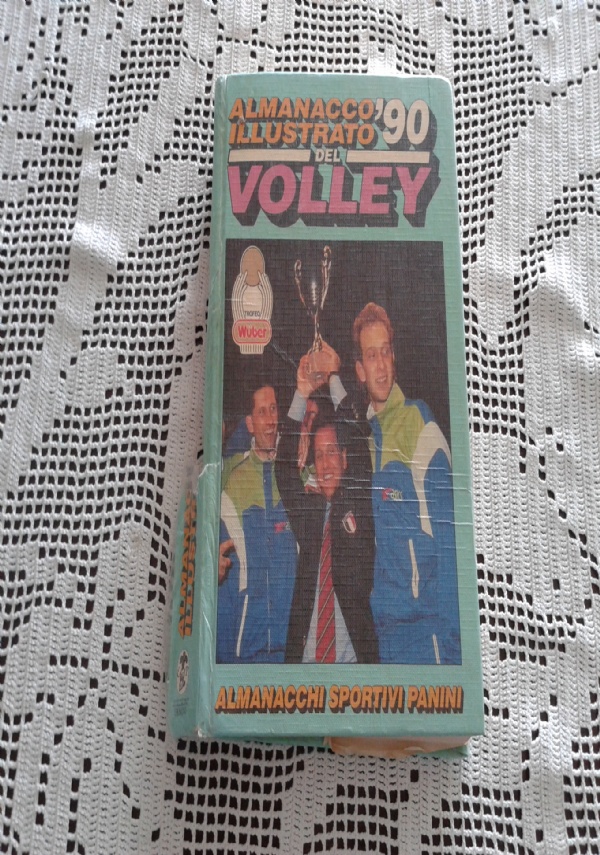 ALMANACCO '90
ILLUSTRATO
DEL
VOLLEY
TROFEO
Wuber
ALMANACCHI SPORTIVI PANINI